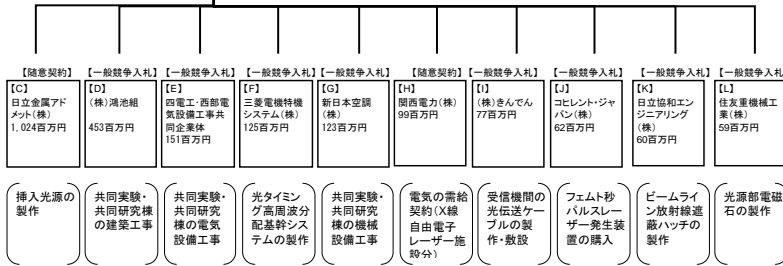 【随意契約】
【一般競争入札】
【一般競争入札】
【一般競争入札】
【一般競争入札】
【随意契約】
【一般競争入札】
【一般競争入札】
【一般競争入札】
【一般競争入札】
【C】
日立金属アド
メット(株)
1,024百万円
【D】
(株)鴻池組
453百万円
【E】
四電工・西部電
気設備工事共
同企業体
151百万円
【F】
三菱電機特機
システム(株)
125百万円
【G】
新日本空調
(株)
123百万円
【H】
関西電力(株)
99百万円
【I】
(株)きんでん
77百万円
【J】
コヒレント・ジャ
パン(株)
62百万円
【K】
日立協和エン
ジニアリング
(株)
60百万円
【L】
住友重機械工
業(株)
59百万円
挿入光源の
製作
共同実験・
共同研究棟
の建築工事
共同実験・
共同研究
棟の電気
設備工事
光タイミン
グ高周波分
配基幹シス
テムの製作
共同実験・
共同研究
棟の機械
設備工事
電気の需給
契約(X線
自由電子
レーザー施
設分)
受信機間の
光伝送ケー
ブルの製
作・敷設
フェムト秒
パルスレー
ザー発生装
置の購入
ビームライ
ン放射線遮
蔽ハッチの
製作
光源部電磁
石の製作